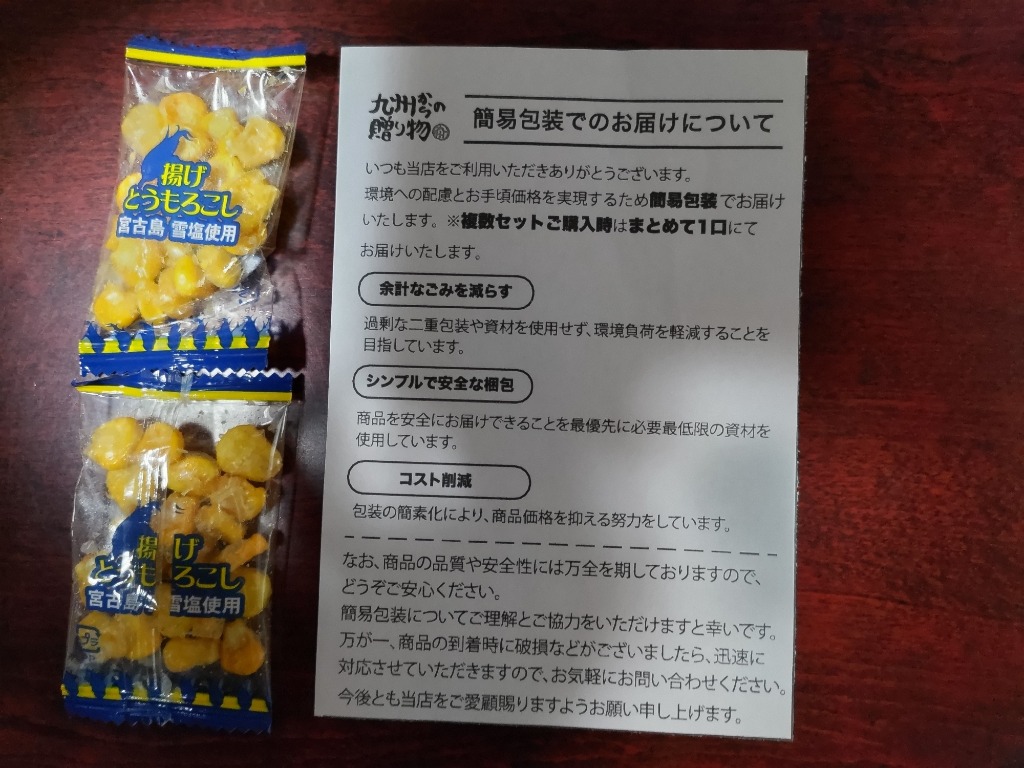 揚げ
とうもろこし
宮古島 雪塩使用
揚げ
とうもろこし
宮古島 雪塩使用
プラ
九州からの
贈り物
簡易包装でのお届けについて
いつも当店をご利用いただきありがとうございます。
環境への配慮とお手頃価格を実現するため簡易包装でお届け
いたします。※複数セットご購入時はまとめて1口にて
お届けいたします。
余計なごみを減らす
過剰な二重包装や資材を使用せず、環境負荷を軽減することを
目指しています。
シンプルで安全な梱包
商品を安全にお届けできることを最優先に必要最低限の資材を
使用しています。
コスト削減
包装の簡素化により、商品価格を抑える努力をしています。
なお、商品の品質や安全性には万全を期しておりますので、
どうぞご安心ください。
簡易包装についてご理解とご協力をいただけますと幸いです。
万が一、商品の到着時に破損などがございましたら、迅速に
対応させていただきますので、お気軽にお問い合わせください。
今後とも当店をご愛顧賜りますようお願い申し上げます。